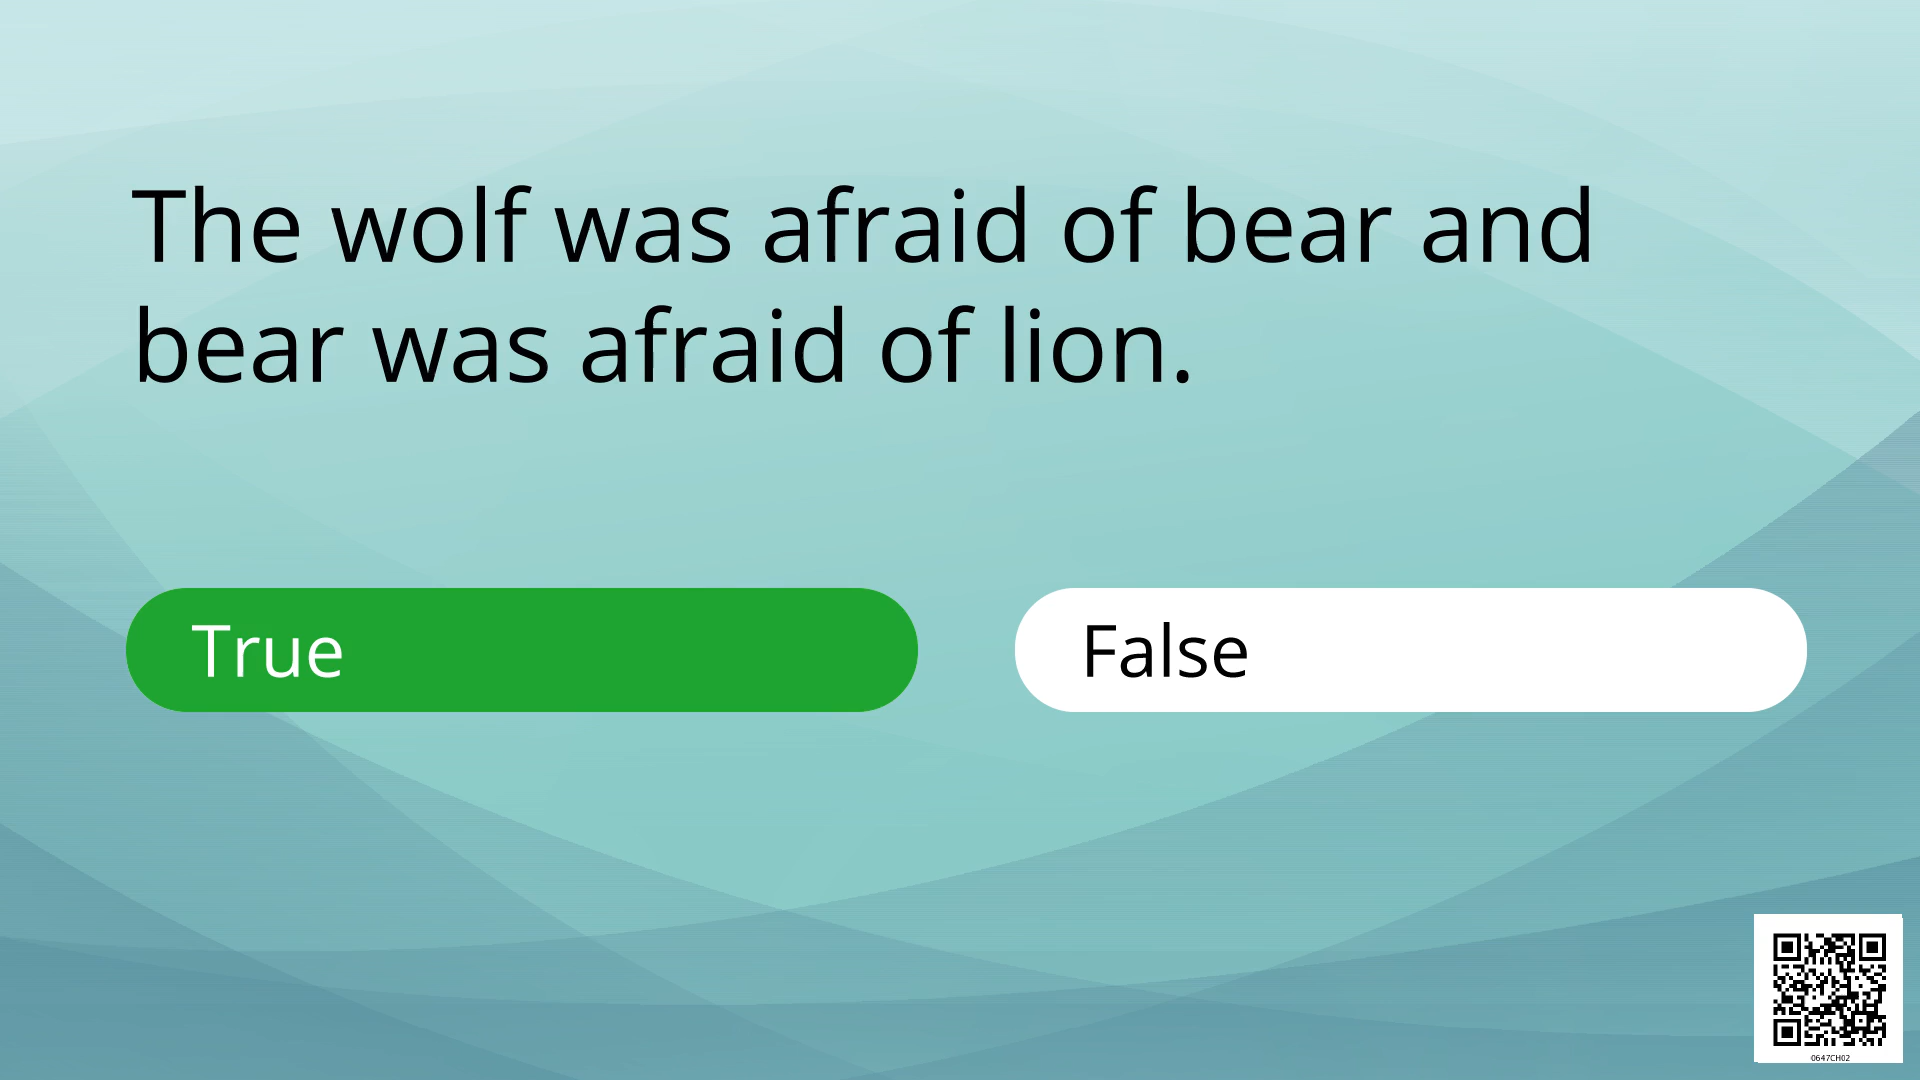 The wolf was afraid of bear and
bear was afraid of lion.
True
False
0647CH02